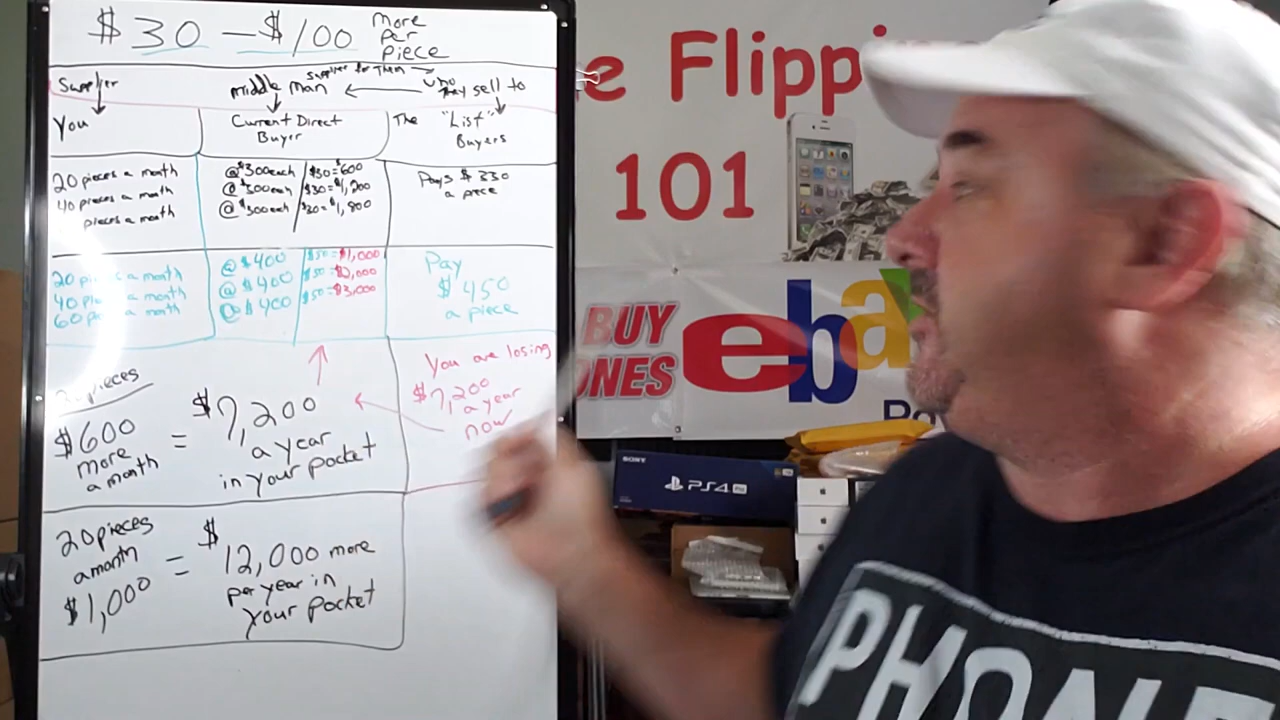 $30 – $100 more per piece
Supplier
middle man
Supplier for Them
they sell to
You
Current Direct Buyer
The "List" Buyers
20 pieces a month
40 pieces a month
pieces a month
@ $300 each
@ $300 each
@ $300 each
$30 = $600
$30 = $1,200
$30 = $1,800
Pays $330
a piece
20 pieces a month
40 pieces a month
60 pieces a month
@ $400
@ $400
@ $400
$50 = $1,000
$50 = $2,000
$50 = $3,000
Pay
$450
a piece
pieces
$600
more
a month
=
$7,200
a year
in your pocket
You are losing
$7,200
a year
now
20 pieces
a month
$1,000
=
$12,000 more
per year in
your pocket
e Flippi
101
BUY
ONES
eba
Po
SONY
PS4 PRO
PHONE